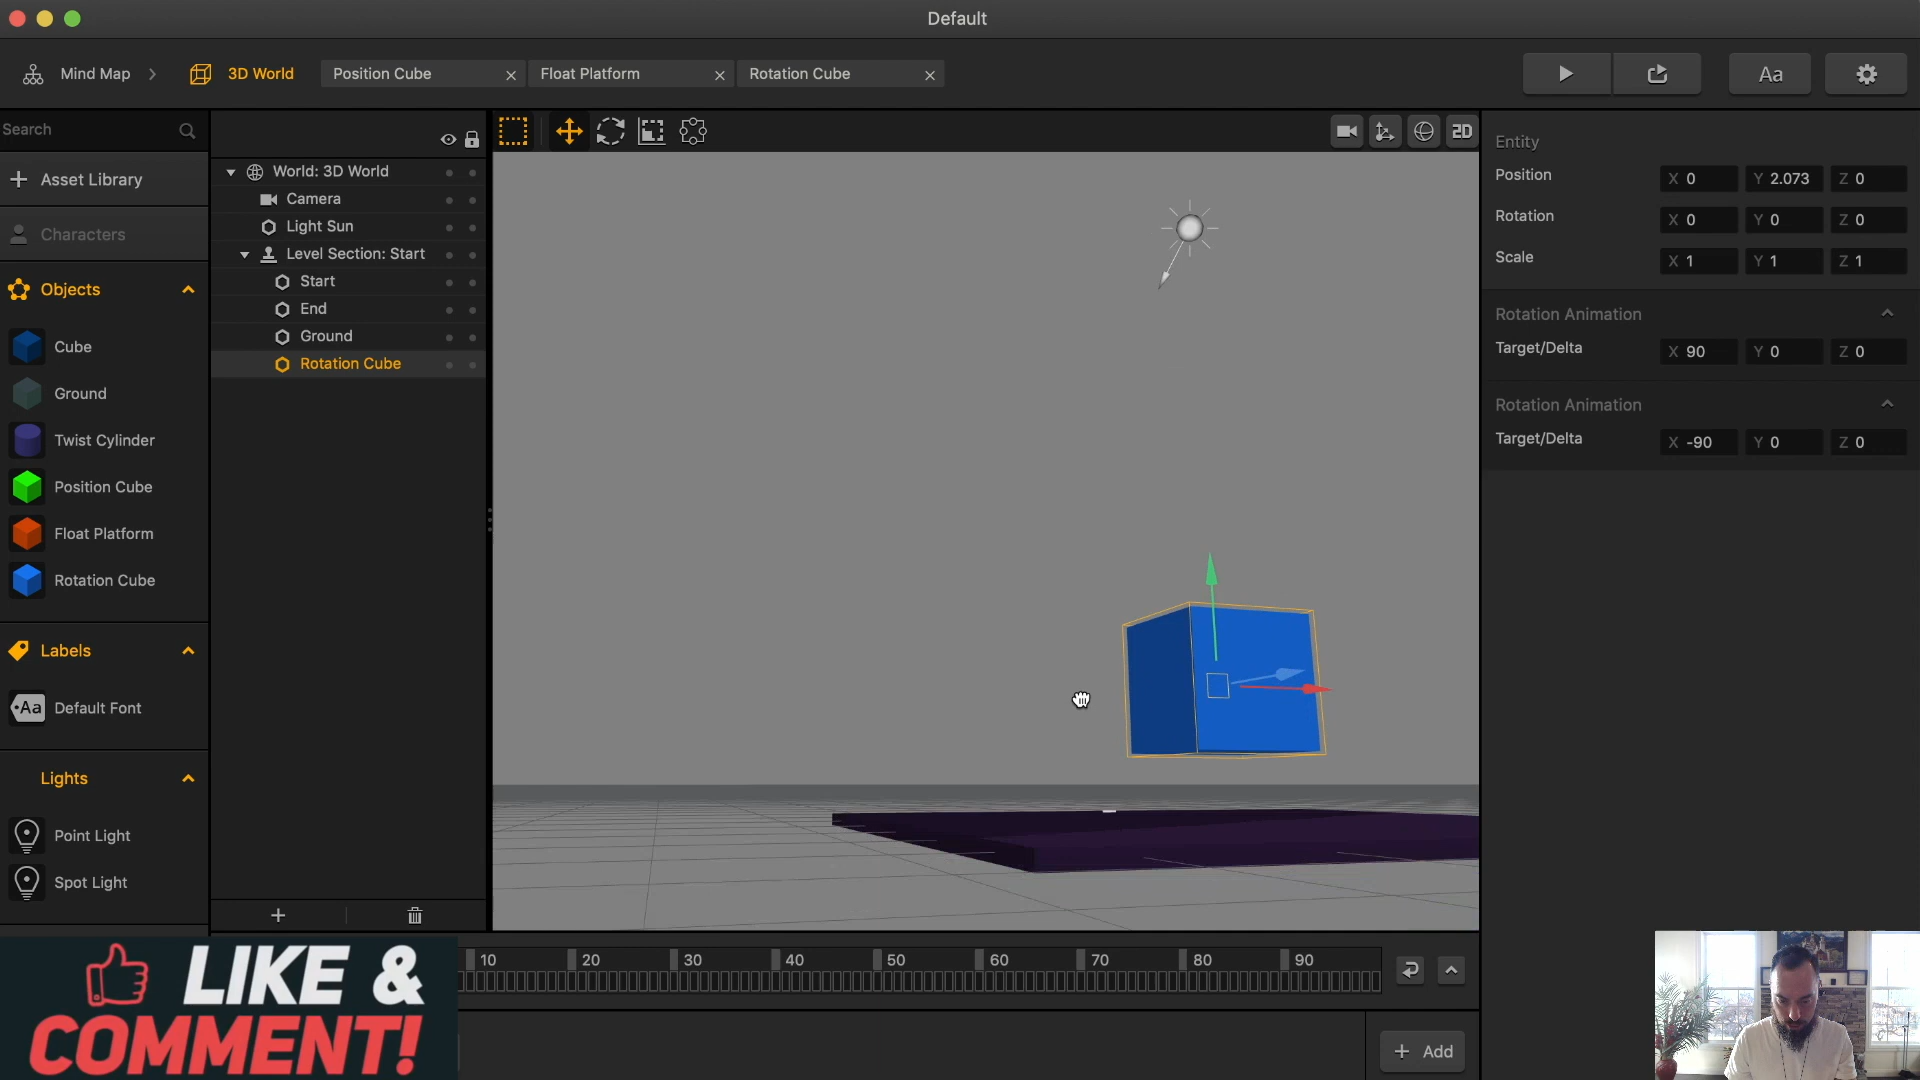 Default
Mind Map
3D World
Position Cube
Float Platform
Rotation Cube
Aa
Search
Asset Library
Characters
Objects
Cube
Ground
Twist Cylinder
Position Cube
Float Platform
Rotation Cube
Labels
Aa
Default Font
Lights
Point Light
Spot Light
World: 3D World
Camera
Light Sun
Level Section: Start
Start
End
Ground
Rotation Cube
2D
Entity
Position X 0 Y 2.073 Z 0
Rotation X 0 Y 0 Z 0
Scale X 1 Y 1 Z 1
Rotation Animation
Target/Delta X 90 Y 0 Z 0
Rotation Animation
Target/Delta X -90 Y 0 Z 0
10 20 30 40 50 60 70 80 90
+ Add
LIKE &
COMMENT!